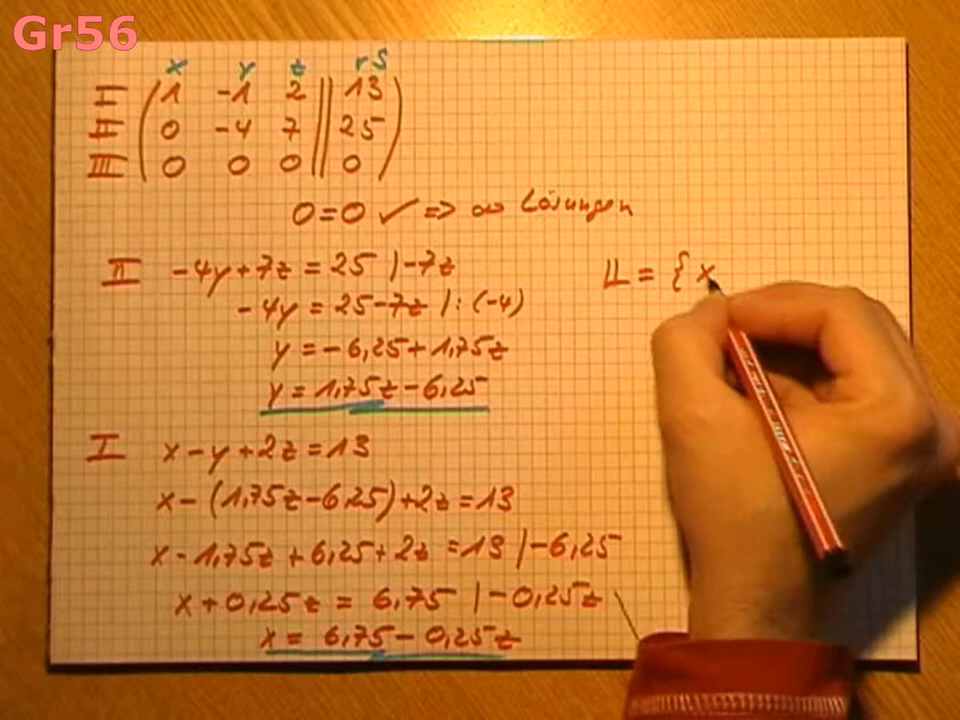 Gr56
x y z rS
I 1 -1 2 13
II 0 -4 7 25
III 0 0 0 0
0=0 ✓ => ∞ Lösungen
II -4y+7z = 25 |-7z
-4y = 25-7z |:(-4)
y = -6,25+1,75z
y = 1,75z-6,25
𝕃 = {x
I x-y+2z=13
x-(1,75z-6,25)+2z=13
x-1,75z+6,25+2z=13 |-6,25
x+0,25z = 6,75 |-0,25z
x = 6,75-0,25z